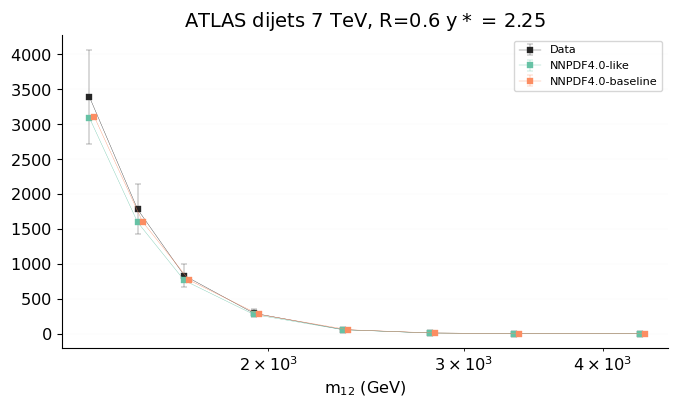 ATLAS dijets 7 TeV, R=0.6 y * = 2.25
Data
NNPDF4.0-like
NNPDF4.0-baseline
4000
3500
3000
2500
2000
1500
1000
500
0
2 × 10³
3 × 10³
4 × 10³
m₁₂ (GeV)